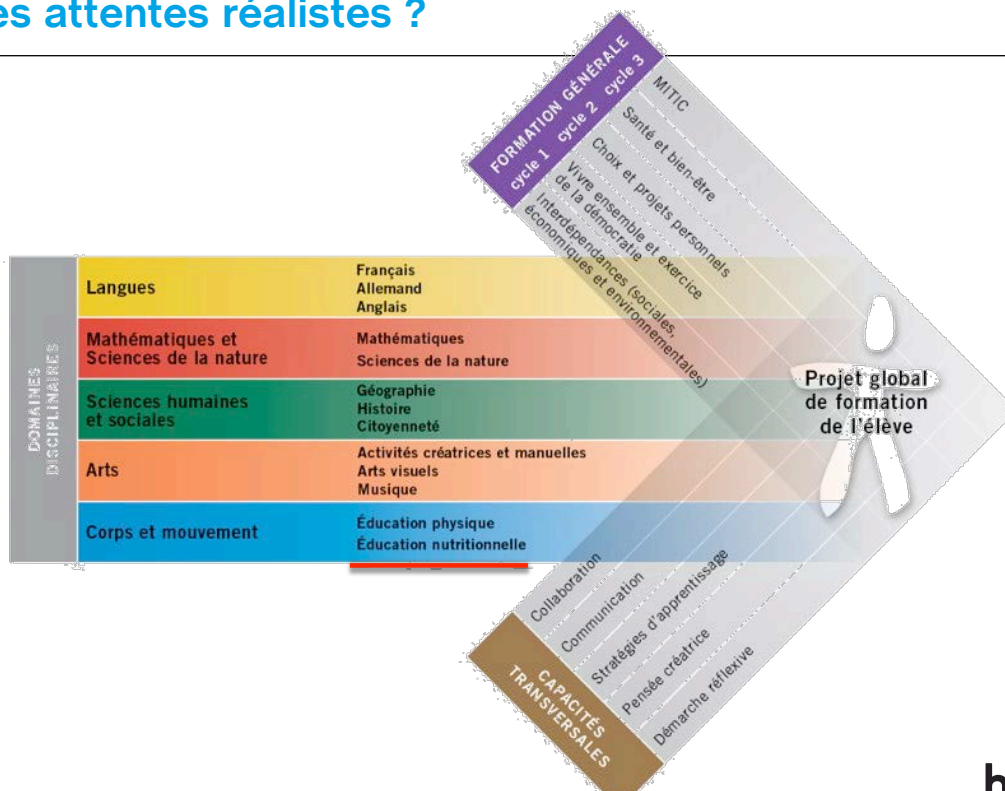 es attentes réalistes ?
FORMATION GÉNÉRALE
cycle 1 cycle 2 cycle 3
MITIC
Santé et bien-être
Choix et projets personnels
Vivre ensemble et exercice
de la démocratie
Interdépendances (sociales,
économiques et environnementales)
DOMAINES
DISCIPLINAIRES
Langues
Français
Allemand
Anglais
Mathématiques et
Sciences de la nature
Mathématiques
Sciences de la nature
Sciences humaines
et sociales
Géographie
Histoire
Citoyenneté
Arts
Activités créatrices et manuelles
Arts visuels
Musique
Corps et mouvement
Éducation physique
Éducation nutritionnelle
Projet global
de formation
de l'élève
Collaboration
Communication
Stratégies d'apprentissage
Pensée créatrice
Démarche réflexive
CAPACITÉS
TRANSVERSALES
h